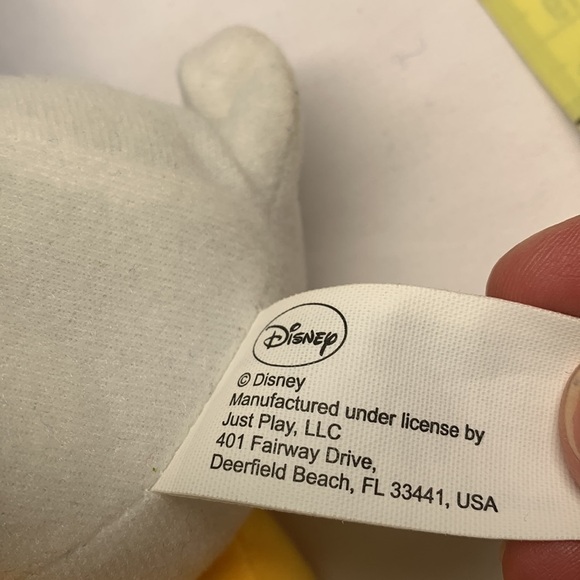 Disney
© Disney
Manufactured under license by
Just Play, LLC
401 Fairway Drive,
Deerfield Beach, FL 33441, USA